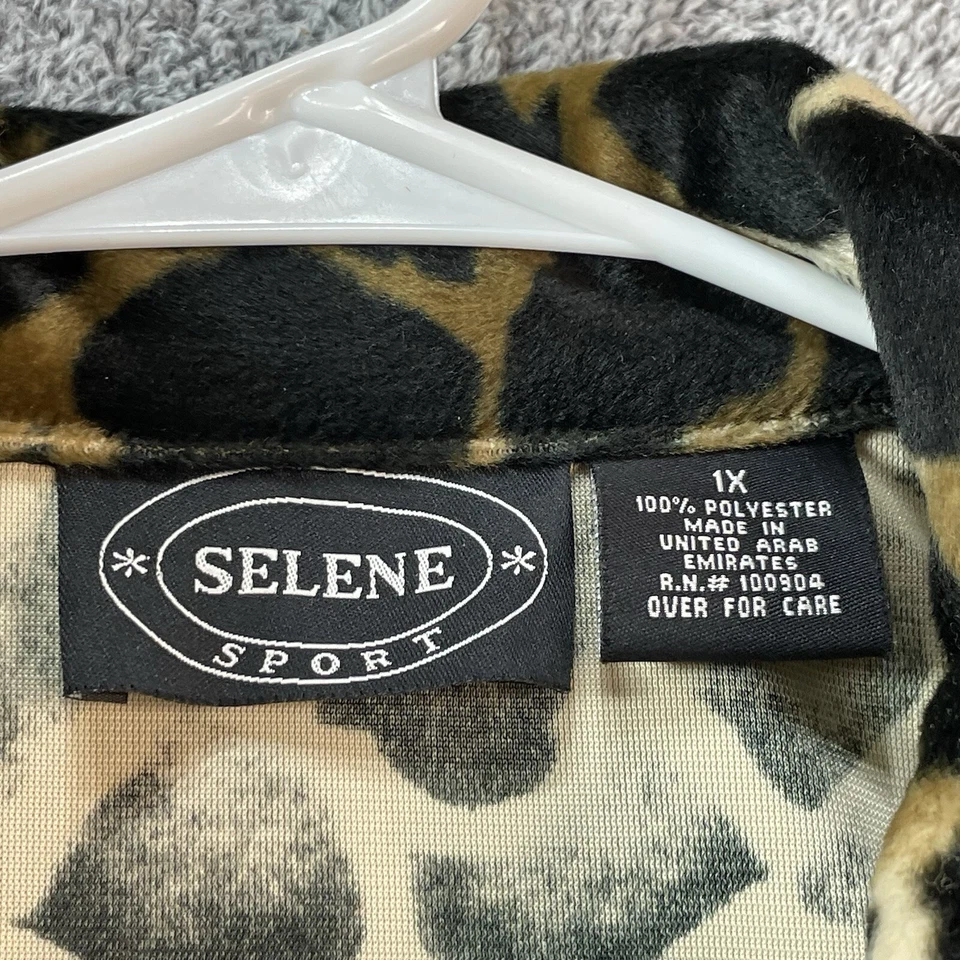 * SELENE *
SPORT
1X
100% POLYESTER
MADE IN
UNITED ARAB
EMIRATES
R.N.# 100904
OVER FOR CARE